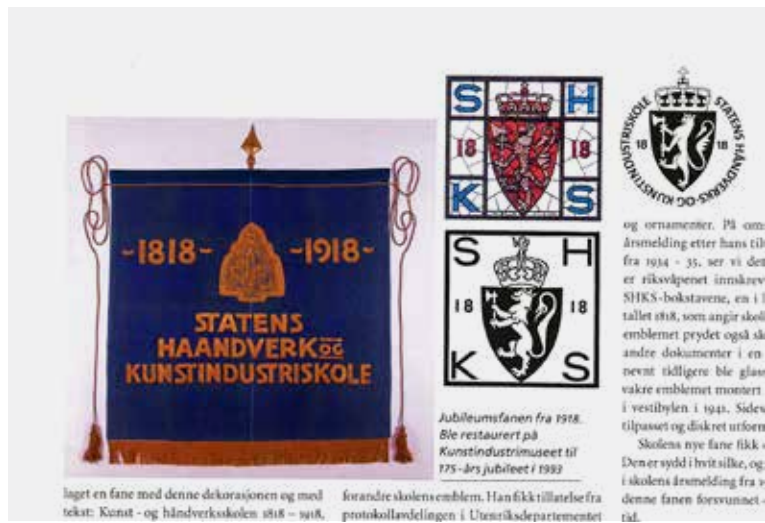 -1818- -1918-
STATENS
HAANDVERK OG
KUNSTINDUSTRISKOLE
S H
18 18
K S
S H
18 18
K S
STATENS HÅNDVERKS-OG KUNSTINDUSTRISKOLE
18 18
Jubileumsfanen fra 1918.
Ble restaurert på
Kunstindustrimuseet til
175-års jubileet i 1993
laget en fane med denne dekorasjonen og med
tekst: Kunst - og håndverksskolen 1818 – 1918,
forandre skolens emblem. Han fikk tillatelse fra
protokollavdelingen i Utenriksdepartementet
og ornamenter. På oms
årsmelding etter hans til
fra 1934 - 35, ser vi den
er riksvåpenet innskrev
SHKS-bokstavene, en i
tallet 1818, som angir skol
emblemet prydet også sk
andre dokumenter i en
nevnt tidligere ble glass
vakre emblemet montert
i vestibylen i 1941. Sidev
tilpasset og diskret utform
Skolens nye fane fikk
Den er sydd i hvit silke, og
i skolens årsmelding fra
denne fanen forsvunnet
tid.